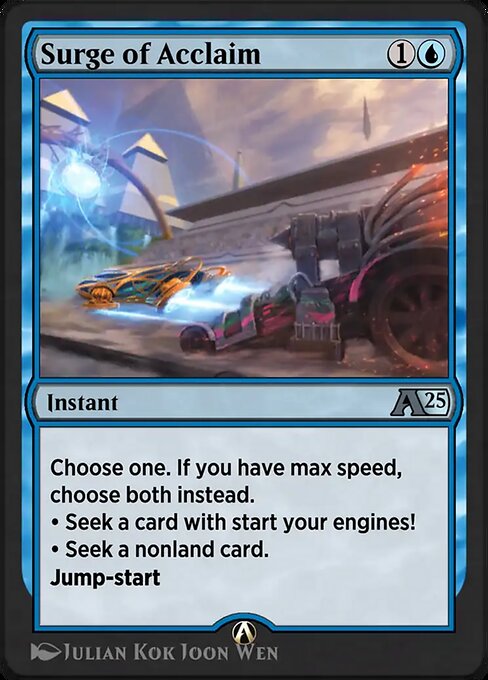 Surge of Acclaim 1
Instant A25
Choose one. If you have max speed,
choose both instead.
• Seek a card with start your engines!
• Seek a nonland card.
Jump-start
Julian Kok Joon Wen